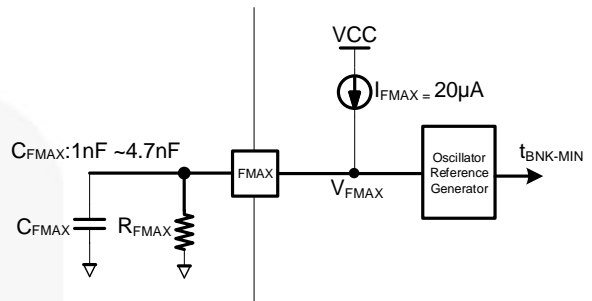 VCC
IFMAX = 20µA
CFMAX:1nF ~4.7nF
FMAX
Oscillator
Reference
Generator
tBNK-MIN
VFMAX
CFMAX
RFMAX